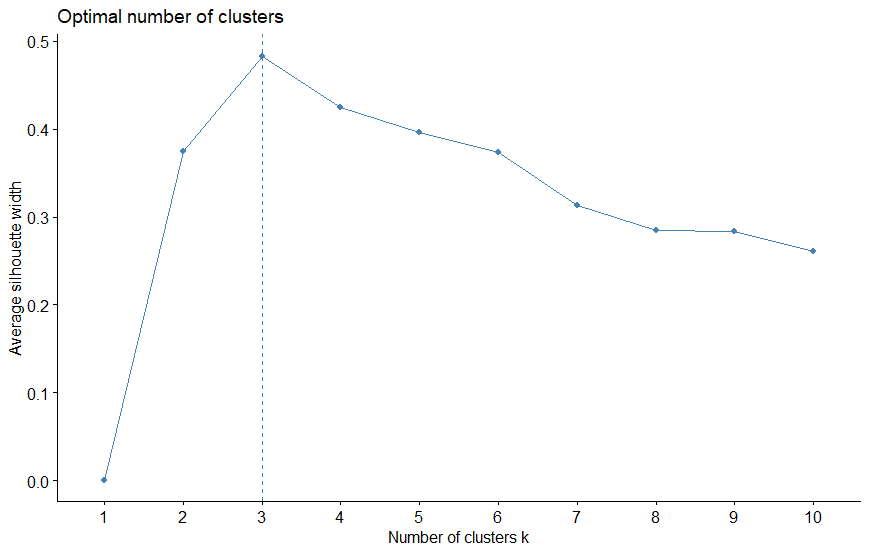 Optimal number of clusters
Average silhouette width
0.5
0.4
0.3
0.2
0.1
0.0
1 2 3 4 5 6 7 8 9 10
Number of clusters k